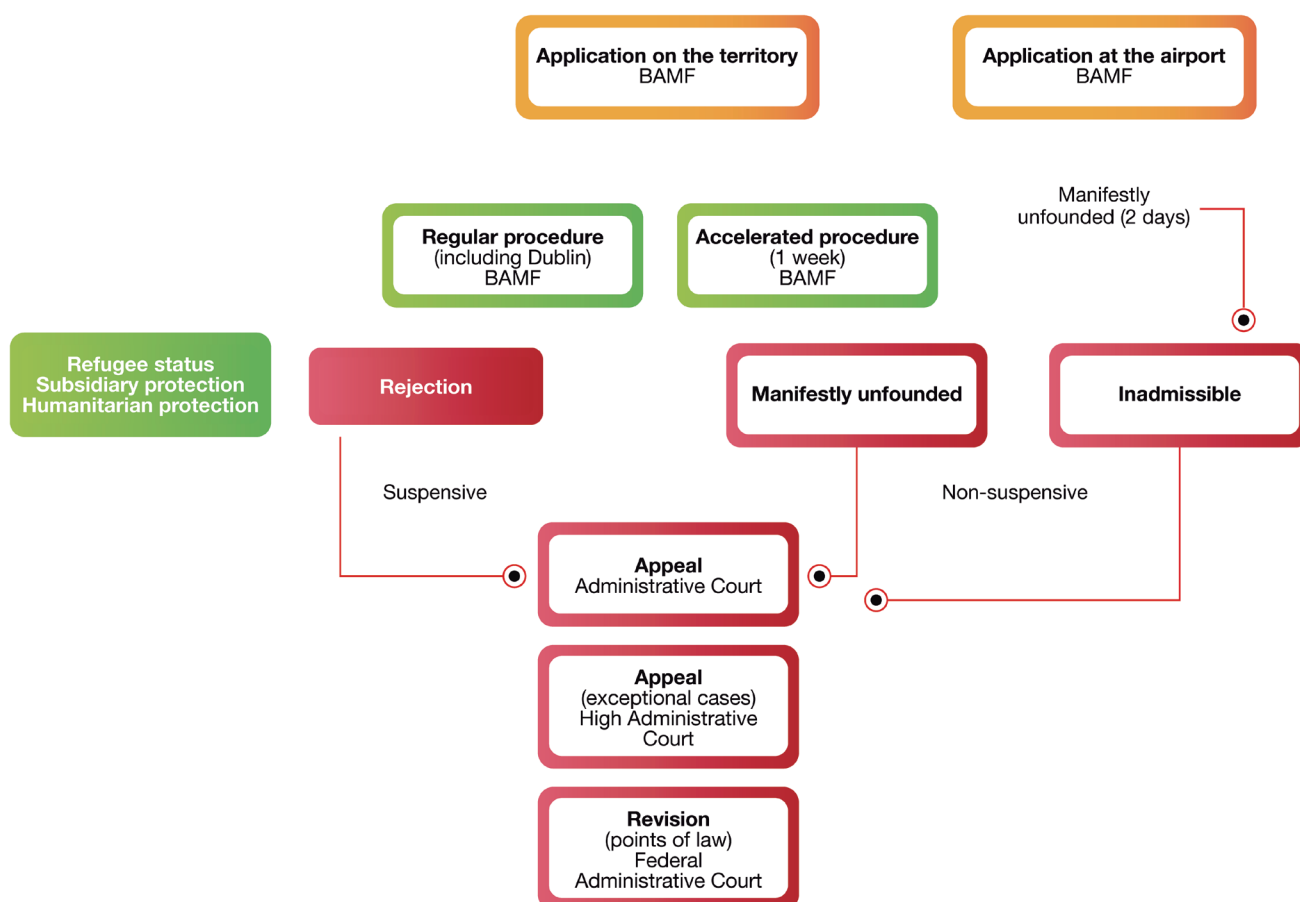 Application on the territory
BAMF
Application at the airport
BAMF
Manifestly
unfounded (2 days)
Regular procedure
(including Dublin)
BAMF
Accelerated procedure
(1 week)
BAMF
Refugee status
Subsidiary protection
Humanitarian protection
Rejection
Manifestly unfounded
Inadmissible
Suspensive
Non-suspensive
Appeal
Administrative Court
Appeal
(exceptional cases)
High Administrative
Court
Revision
(points of law)
Federal
Administrative Court